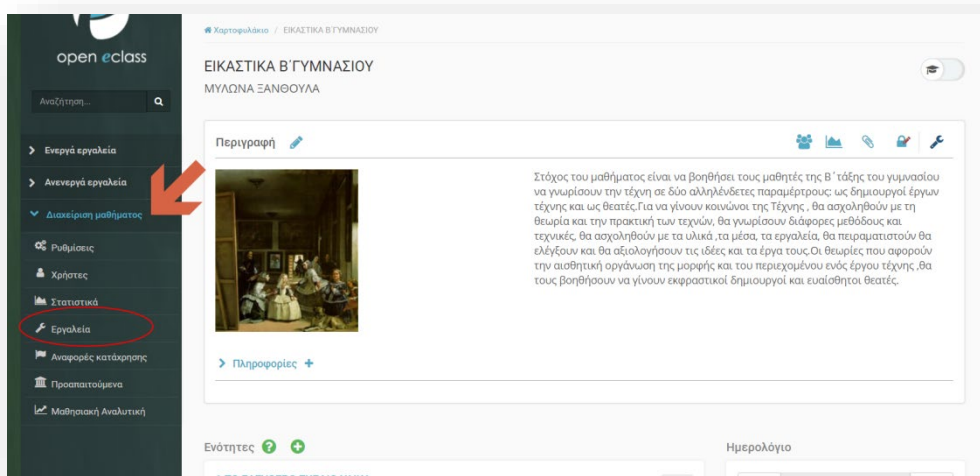 open eclass
Αναζήτηση...
Ενεργά εργαλεία
Ανενεργά εργαλεία
Διαχείριση μαθήματος
Ρυθμίσεις
Χρήστες
Στατιστικά
Εργαλεία
Αναφορές κατάχρησης
Προαπαιτούμενα
Μαθησιακή Αναλυτική
Χαρτοφυλάκιο / ΕΙΚΑΣΤΙΚΑ Β΄ΓΥΜΝΑΣΙΟΥ
ΕΙΚΑΣΤΙΚΑ Β΄ΓΥΜΝΑΣΙΟΥ
ΜΥΛΩΝΑ ΞΑΝΘΟΥΛΑ
Περιγραφή
Στόχος του μαθήματος είναι να βοηθήσει τους μαθητές της Β΄τάξης του γυμνασίου
να γνωρίσουν την τέχνη σε δύο αλληλένδετες παραμέτρους: ως δημιουργοί έργων
τέχνης και ως θεατές.Για να γίνουν κοινώνοι της Τέχνης , θα ασχοληθούν με τη
θεωρία και την πρακτική των τεχνών, θα γνωρίσουν διάφορες μεθόδους και
τεχνικές, θα ασχοληθούν με τα υλικά ,τα μέσα, τα εργαλεία, θα πειραματιστούν θα
ελέγξουν και θα αξιολογήσουν τις ιδέες και τα έργα τους.Οι θεωρίες που αφορούν
την αισθητική οργάνωση της μορφής και του περιεχομένου ενός έργου τέχνης ,θα
τους βοηθήσουν να γίνουν εκφραστικοί δημιουργοί και ευαίσθητοι θεατές.
Πληροφορίες +
Ενότητες
Ημερολόγιο